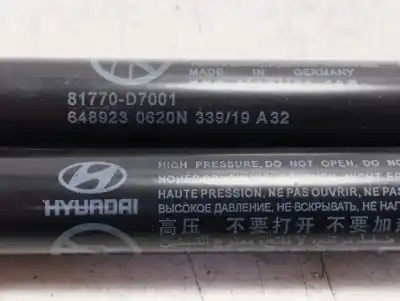 MADE IN GERMANY
81770-D7001
648923 0620N 339/19 A32
HIGH PRESSURE, DO NOT OPEN, DO NO
HYUNDAI
HAUTE PRESSION, NE PAS OUVRIR, NE PAS
ВЫСОКОЕ ДАВЛЕНИЕ, НЕ ВСКРЫВАТЬ, НЕ НАГ
高压 不要打开 不要加